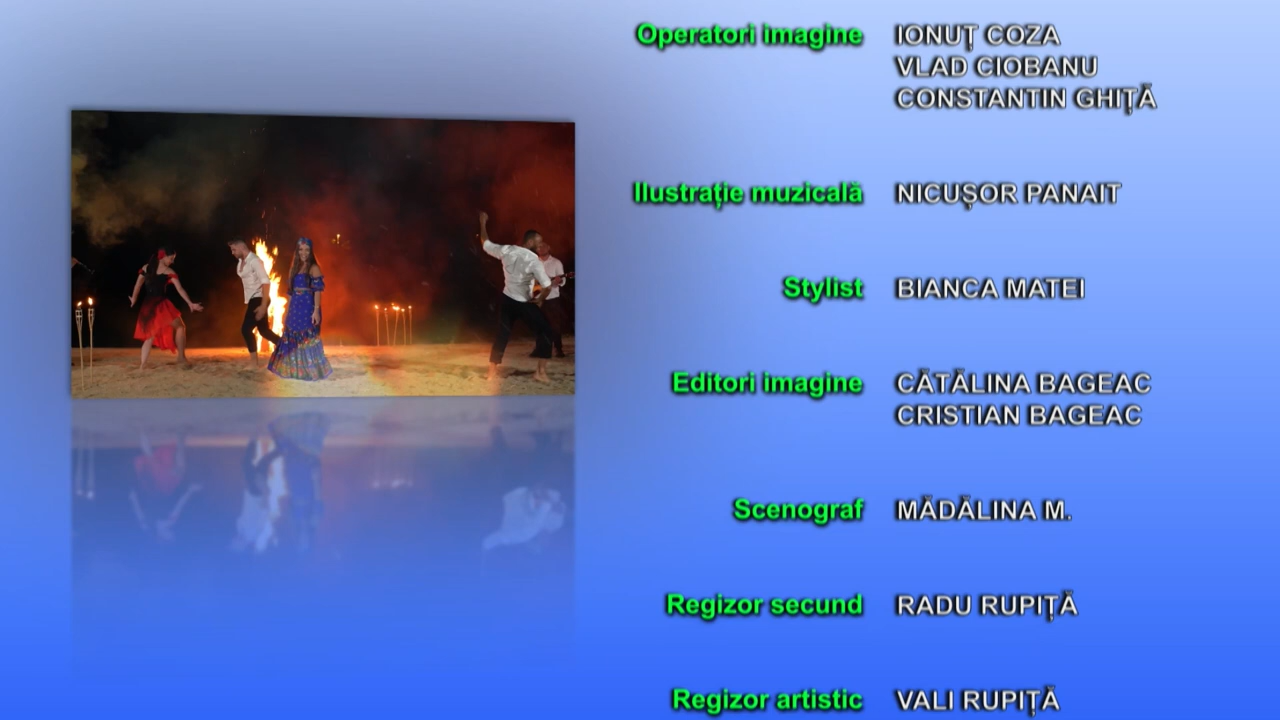 Operatori imagine IONUȚ COZA
VLAD CIOBANU
CONSTANTIN GHIȚĂ
Ilustrație muzicală NICUȘOR PANAIT
Stylist BIANCA MATEI
Editori imagine CĂTĂLINA BAGEAC
CRISTIAN BAGEAC
Scenograf MĂDĂLINA M.
Regizor secund RADU RUPIȚĂ
Regizor artistic VALI RUPIȚĂ